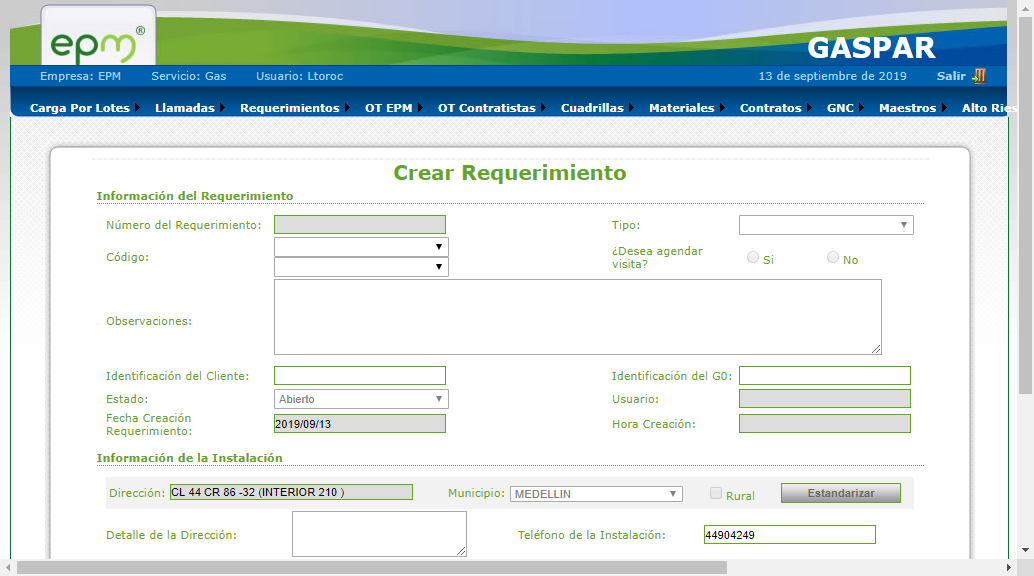 epm®
GASPAR
Empresa: EPM Servicio: Gas Usuario: Ltoroc 13 de septiembre de 2019 Salir
Carga Por Lotes Llamadas Requerimientos OT EPM OT Contratistas Cuadrillas Materiales Contratos GNC Maestros Alto Ries
Crear Requerimiento
Información del Requerimiento
Número del Requerimiento: Tipo:
Código: ¿Desea agendar visita? Si No
Observaciones:
Identificación del Cliente: Identificación del G0:
Estado: Abierto Usuario:
Fecha Creación Requerimiento: 2019/09/13 Hora Creación:
Información de la Instalación
Dirección: CL 44 CR 86 -32 (INTERIOR 210 ) Municipio: MEDELLIN Rural Estandarizar
Detalle de la Dirección: Teléfono de la Instalación: 44904249